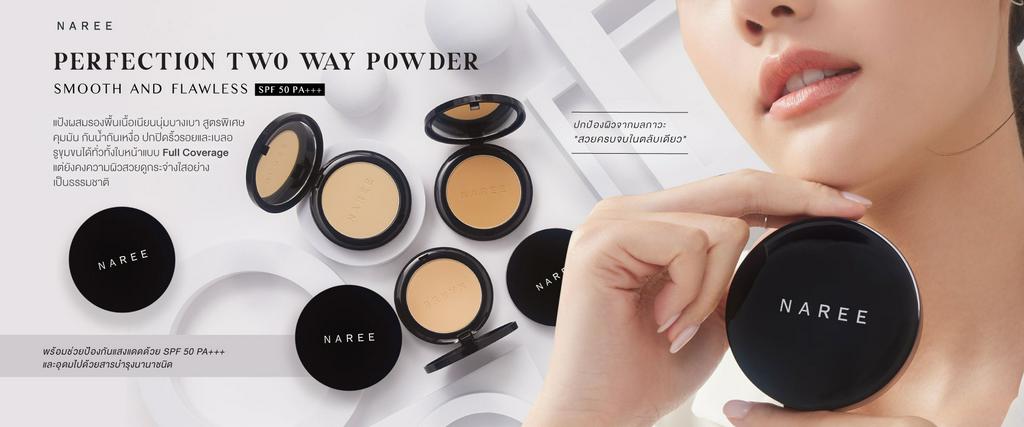 NAREE
PERFECTION TWO WAY POWDER
SMOOTH AND FLAWLESS SPF 50 PA+++
แป้งผสมรองพื้นเนื้อเนียนนุ่มบางเบา สูตรพิเศษ
คุมมัน กันน้ำกันเหงื่อ ปกปิดริ้วรอยและเบลอ
รูขุมขนได้ทั่วทั้งใบหน้าแบบ Full Coverage
แต่ยังคงความผิวสวยดูกระจ่างใสอย่าง
เป็นธรรมชาติ
ปกป้องผิวจากมลภาวะ
"สวยครบจบในตลับเดียว"
NAREE
NAREE
NAREE
NAREE
NAREE
NAREE
พร้อมช่วยป้องกันแสงแดดด้วย SPF 50 PA+++
และอุดมไปด้วยสารบำรุงนานาชนิด